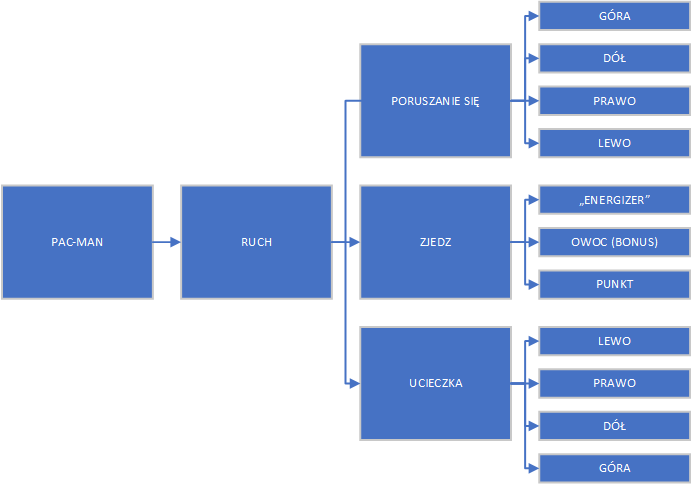 PAC-MAN
RUCH
PORUSZANIE SIĘ
GÓRA
DÓŁ
PRAWO
LEWO
ZJEDZ
„ENERGIZER”
OWOC (BONUS)
PUNKT
UCIECZKA
LEWO
PRAWO
DÓŁ
GÓRA